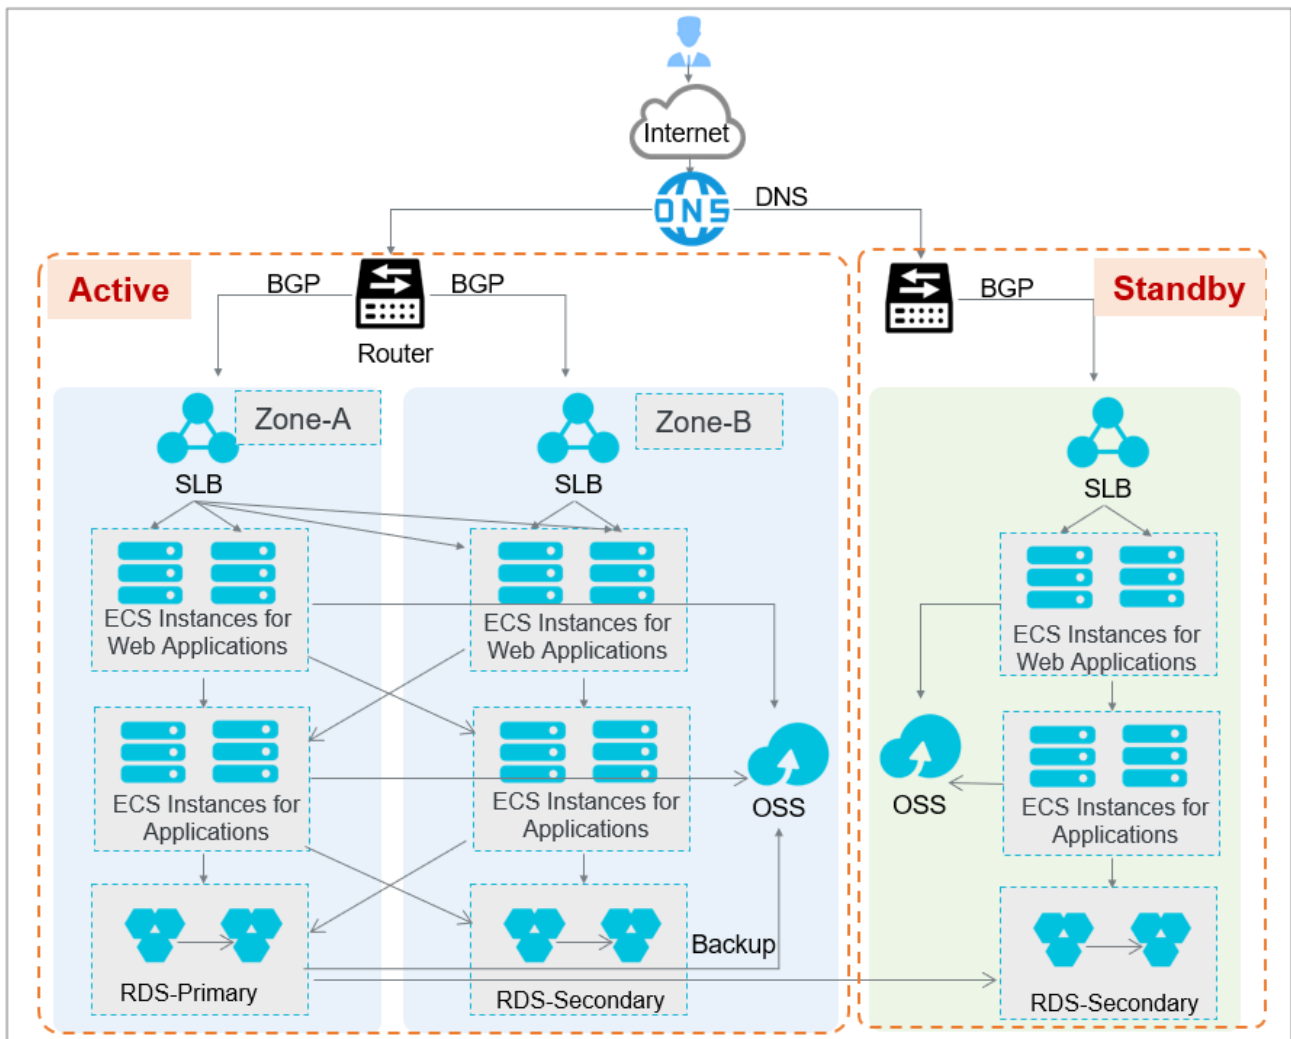 Internet
DNS
DNS
Active
BGP
BGP
Router
BGP
Standby
Zone-A
Zone-B
SLB
SLB
SLB
ECS Instances for
Web Applications
ECS Instances for
Web Applications
ECS Instances for
Web Applications
ECS Instances for
Applications
ECS Instances for
Applications
OSS
OSS
ECS Instances for
Applications
RDS-Primary
RDS-Secondary
Backup
RDS-Secondary